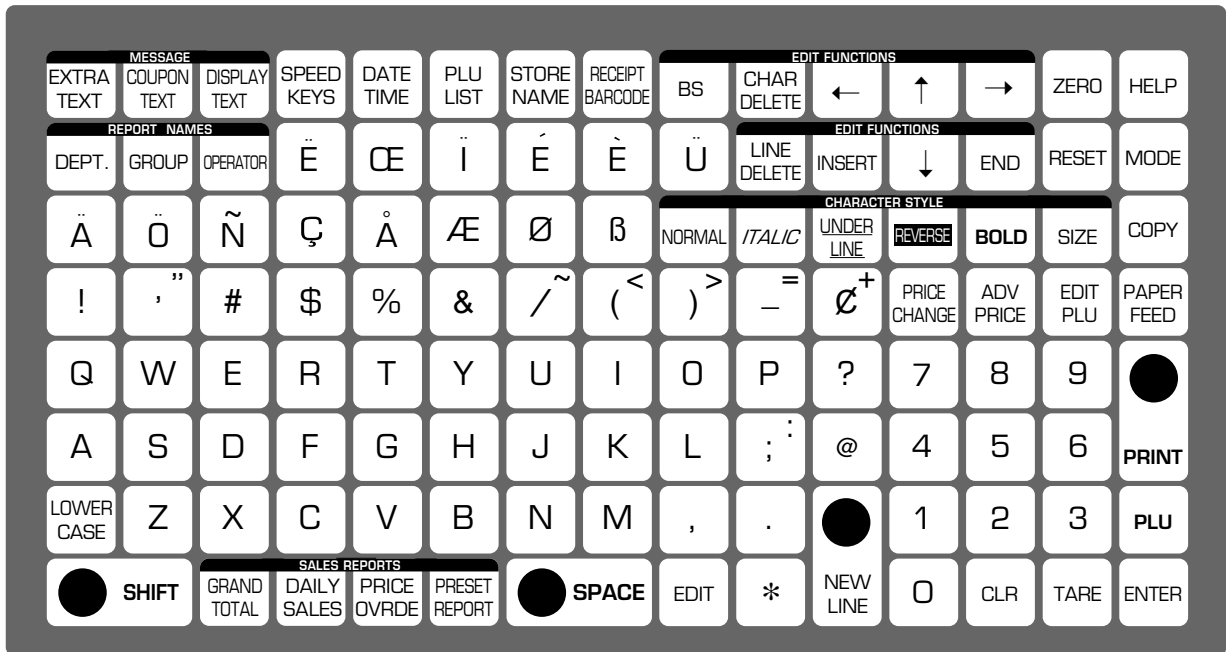 MESSAGE EDIT FUNCTIONS
EXTRA TEXT COUPON TEXT DISPLAY TEXT SPEED KEYS DATE TIME PLU LIST STORE NAME RECEIPT BARCODE BS CHAR DELETE ← ↑ → ZERO HELP
REPORT NAMES EDIT FUNCTIONS
DEPT. GROUP OPERATOR Ë Œ Ï É È Ü LINE DELETE INSERT ↓ END RESET MODE
CHARACTER STYLE
Ä Ö Ñ Ç Å Æ Ø ß NORMAL ITALIC UNDER LINE REVERSE BOLD SIZE COPY
! ' " # $ % & / ~ ( < ) > _ = ¢ + PRICE CHANGE ADV PRICE EDIT PLU PAPER FEED
Q W E R T Y U I O P ? 7 8 9
A S D F G H J K L ; : @ 4 5 6 PRINT
LOWER CASE Z X C V B N M , . 1 2 3 PLU
SALES REPORTS
SHIFT GRAND TOTAL DAILY SALES PRICE OVRDE PRESET REPORT SPACE EDIT * NEW LINE 0 CLR TARE ENTER